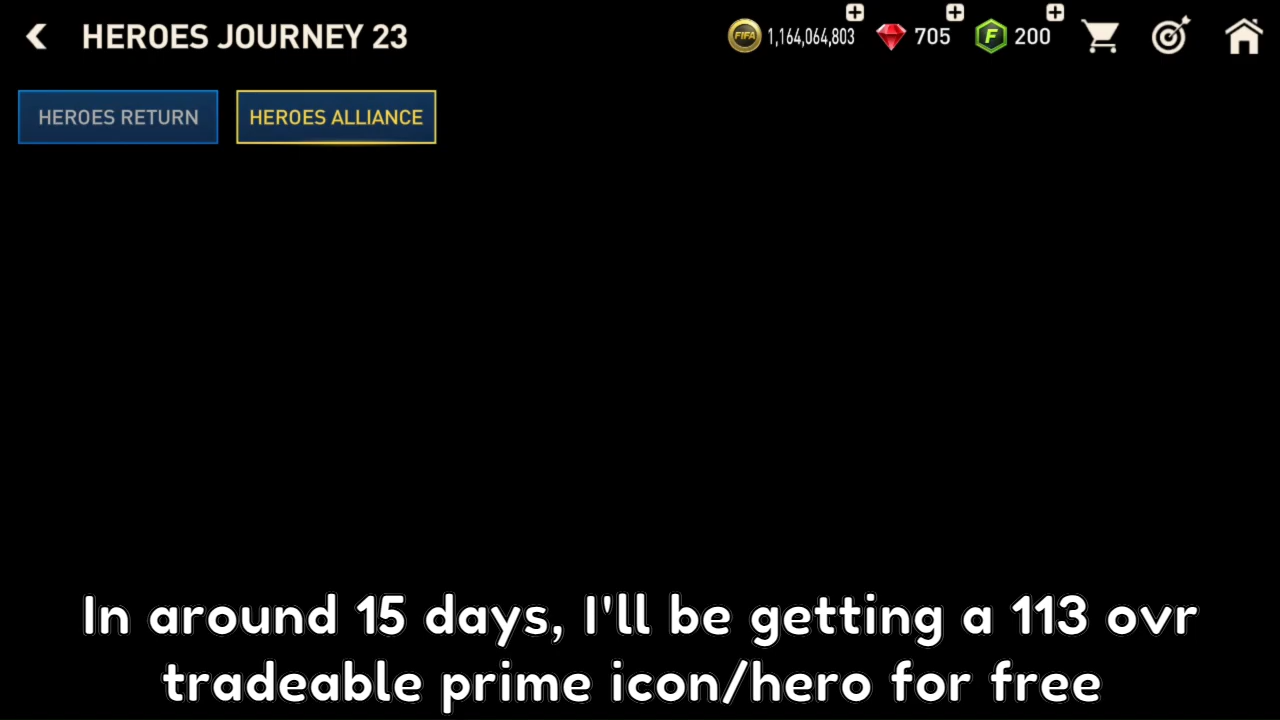 HEROES JOURNEY 23
FIFA 1,164,064,803 705 F 200
HEROES RETURN HEROES ALLIANCE
In around 15 days, I'll be getting a 113 ovr
tradeable prime icon/hero for free